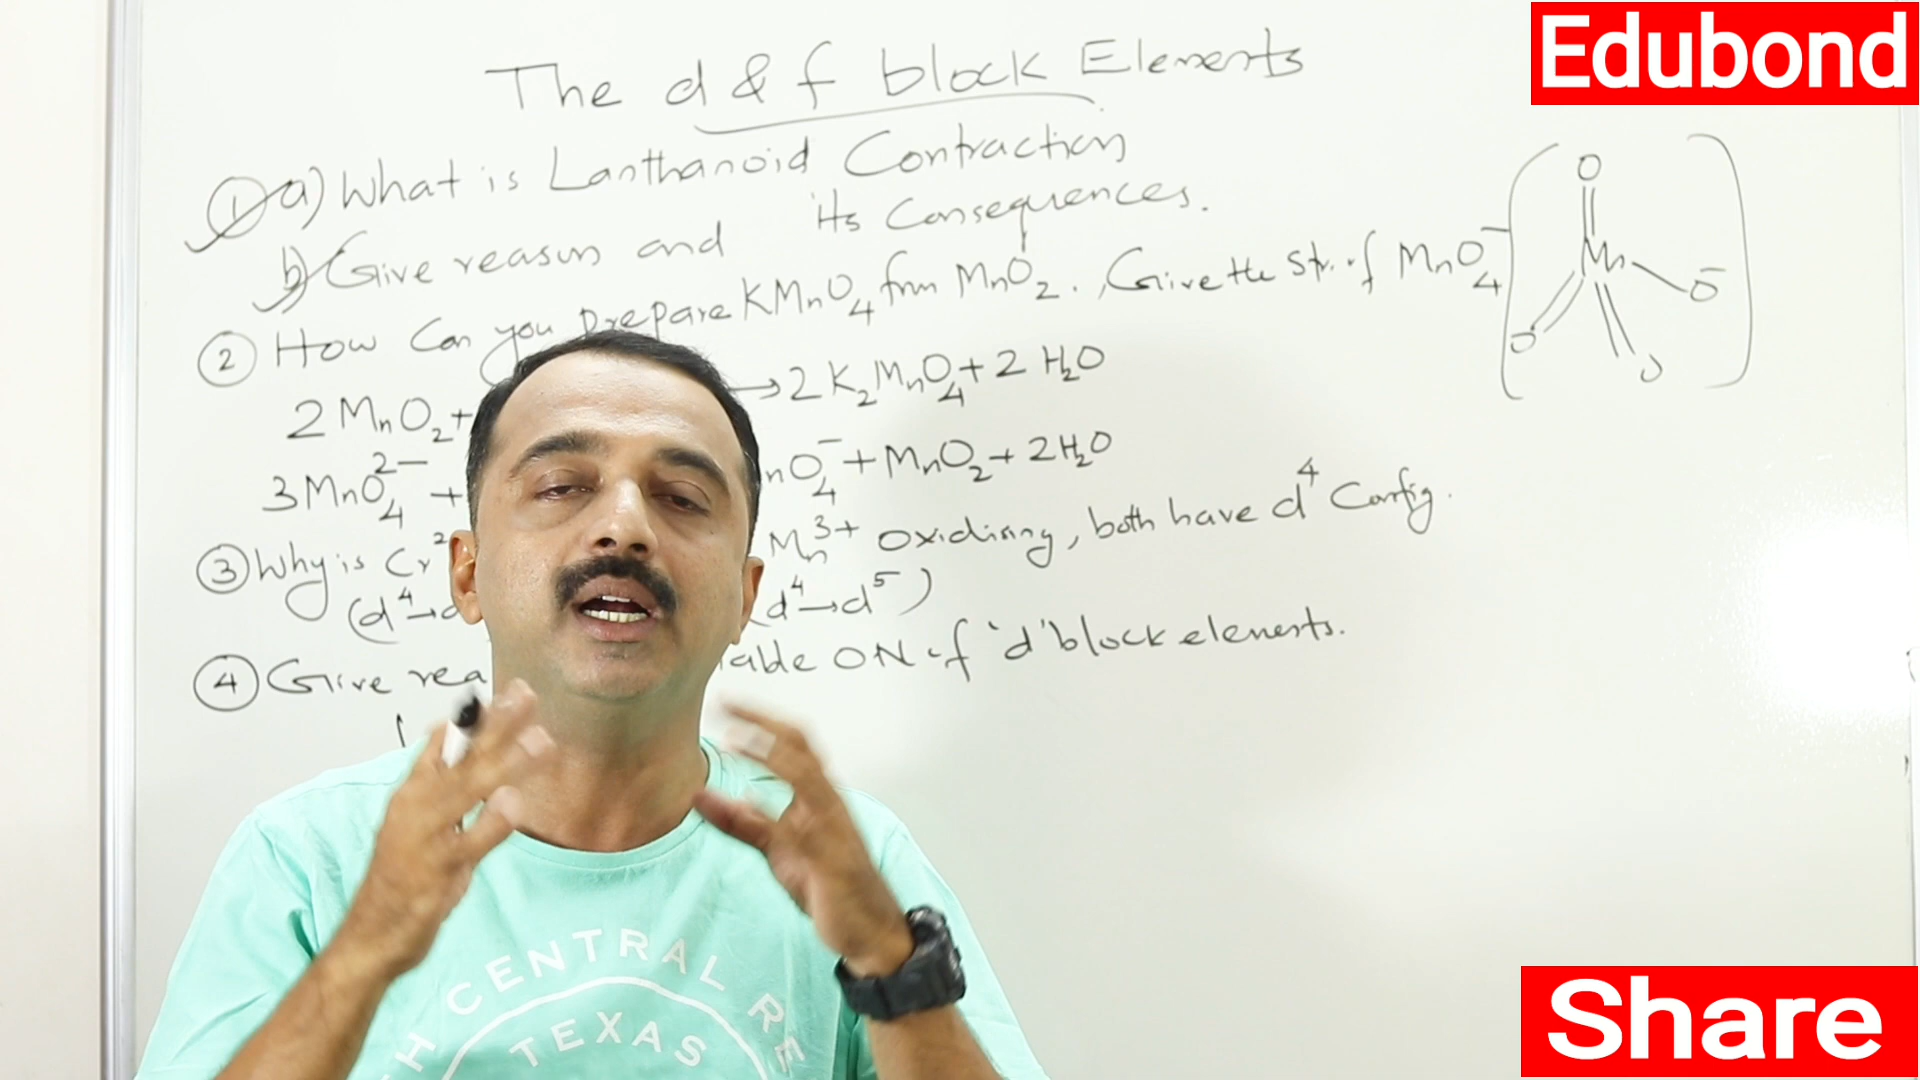 Edubond
The d & f block Elements
① a) What is Lanthanoid Contraction
b) Give reason and its Consequences.
② How Can you prepare KMnO₄ from MnO₂. Give the str. of MnO₄⁻
O
Mn
O⁻
O
O
2MnO₂ + → 2K₂MnO₄ + 2H₂O
3MnO₄²⁻ + nO₄⁻ + MnO₂ + 2H₂O
③ Why is Cr² Mn³⁺ oxidising, both have d⁴ Config.
(d⁴→d d⁴→d⁵)
④ Give rea iable ON of 'd' block elements.
CENTRAL RE
TEXAS
Share